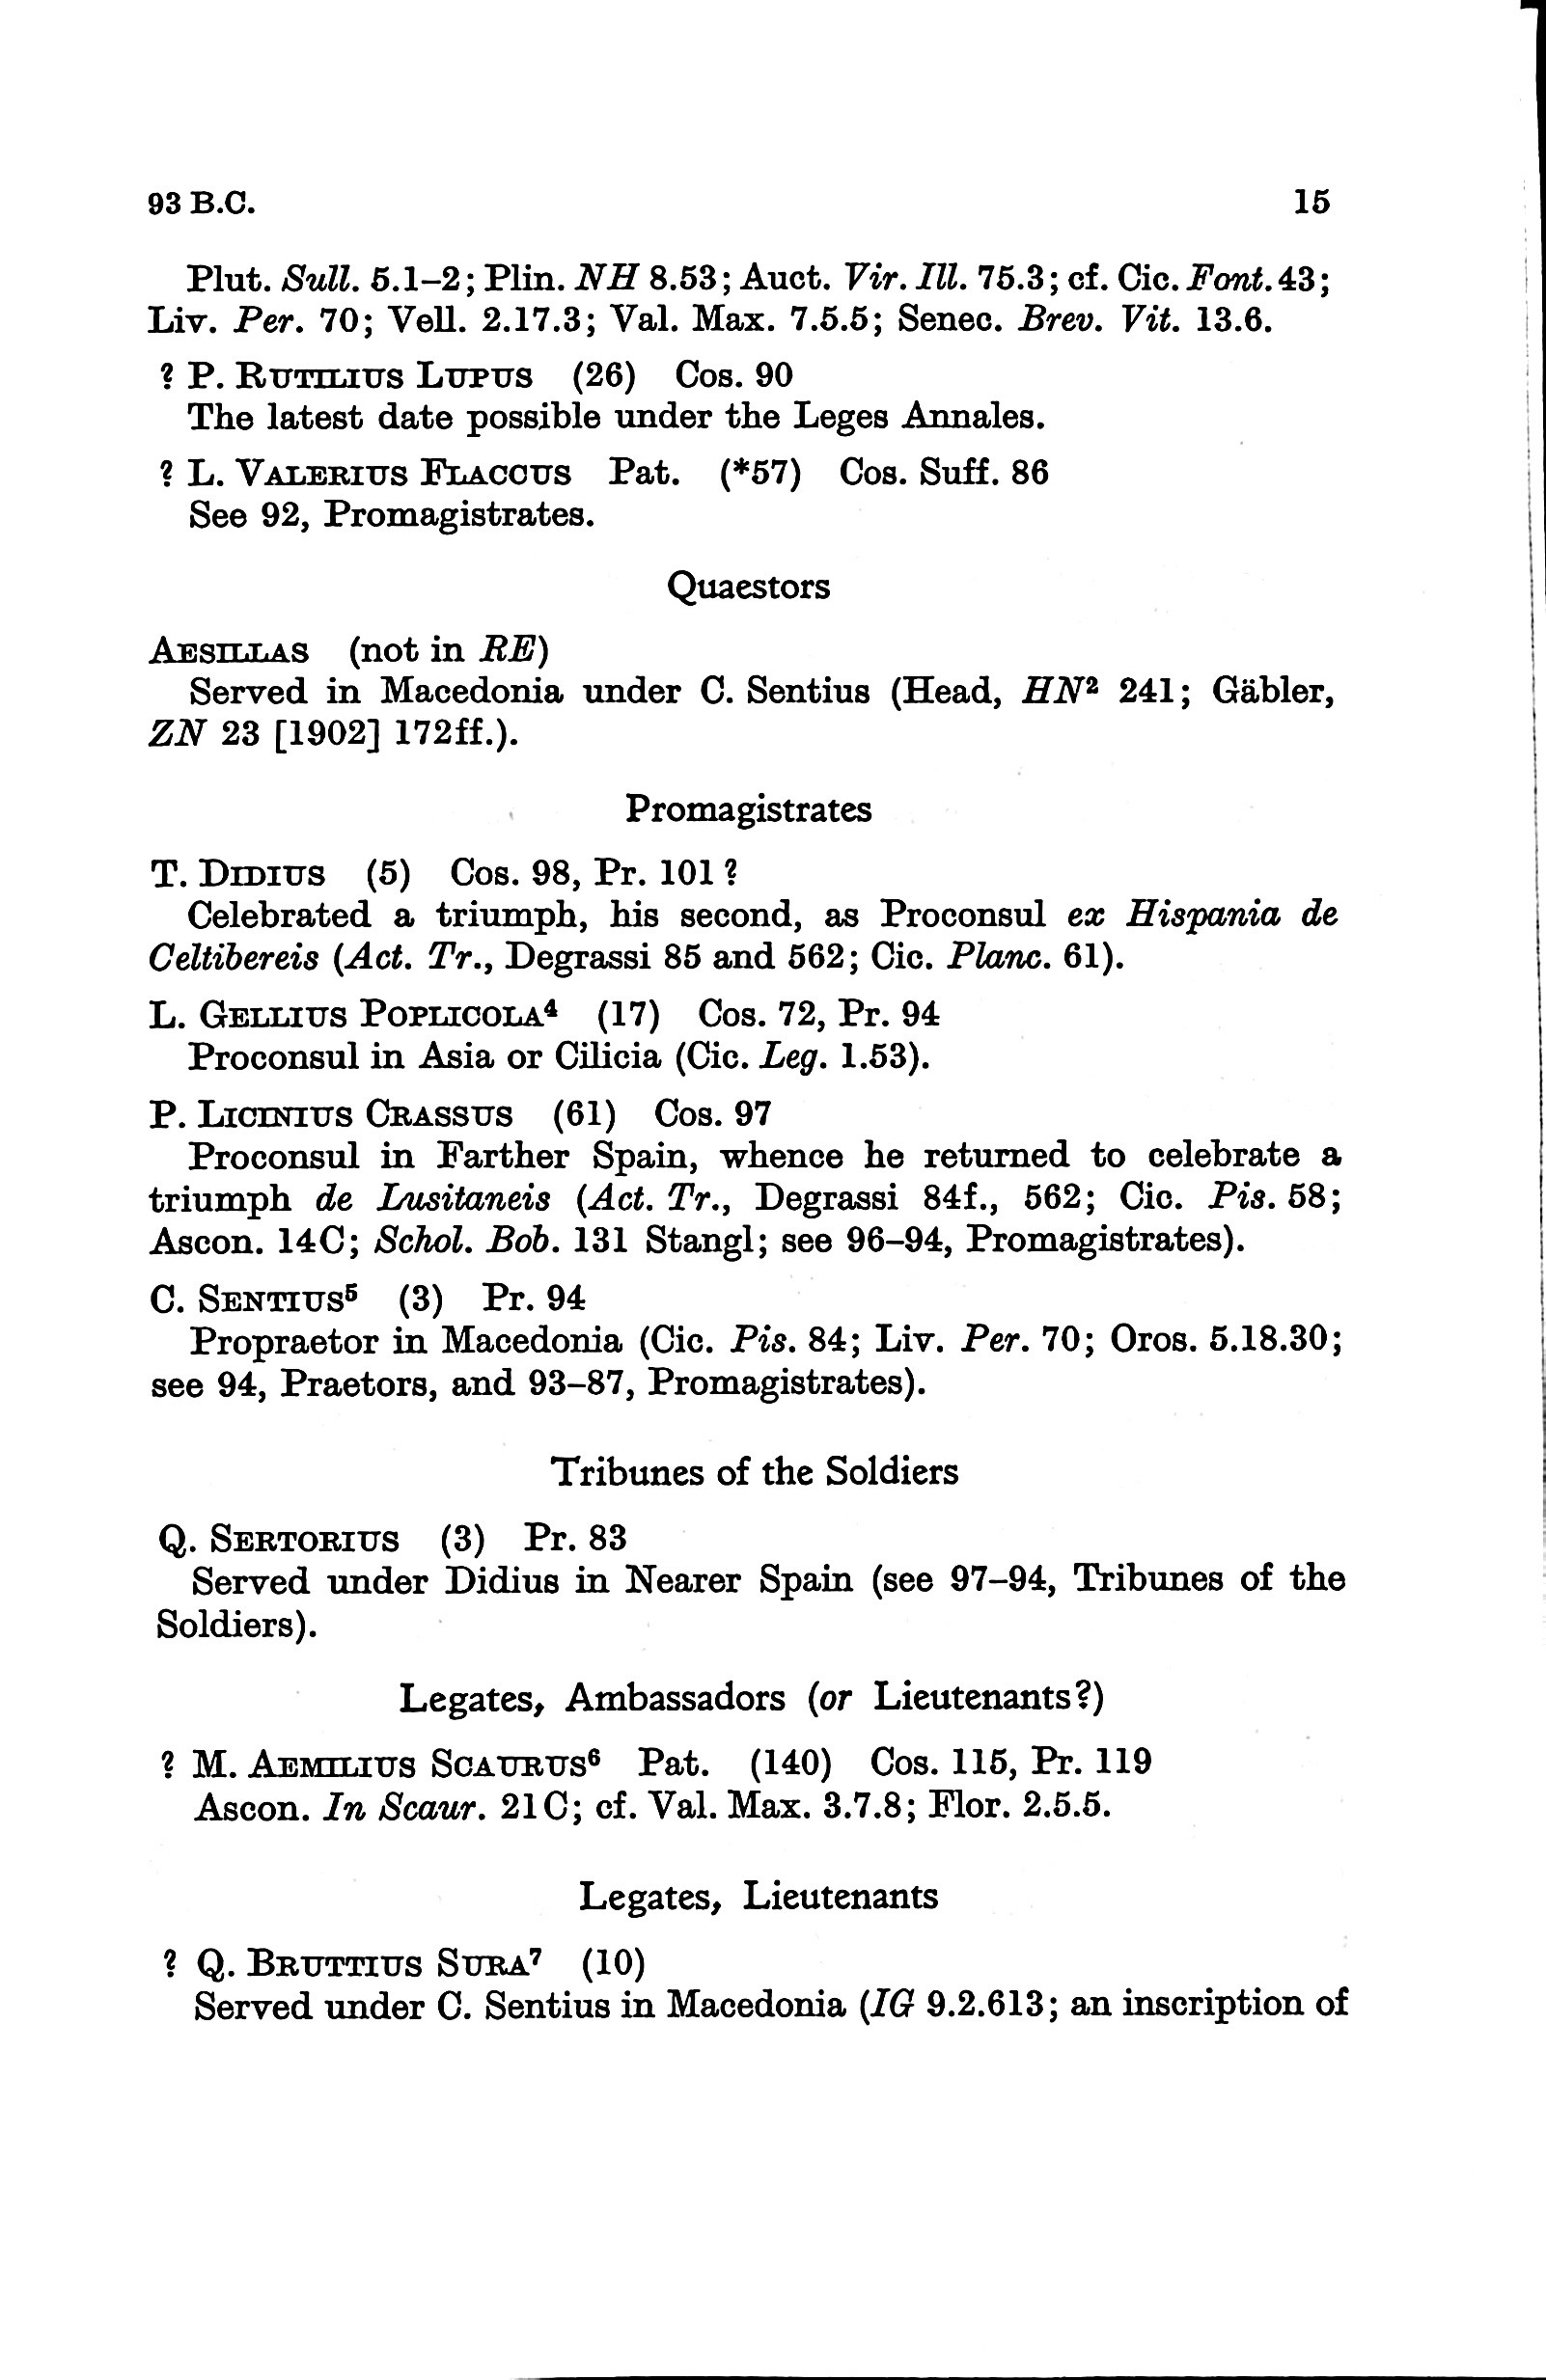 93 B.C. 15
Plut. Sull. 5.1–2; Plin. NH 8.53; Auct. Vir. Ill. 75.3; cf. Cic. Font. 43;
Liv. Per. 70; Vell. 2.17.3; Val. Max. 7.5.5; Senec. Brev. Vit. 13.6.
? P. RUTILIUS LUPUS (26) Cos. 90
The latest date possible under the Leges Annales.
? L. VALERIUS FLACCUS Pat. (*57) Cos. Suff. 86
See 92, Promagistrates.
Quaestors
AESILLAS (not in RE)
Served in Macedonia under C. Sentius (Head, HN² 241; Gäbler,
ZN 23 [1902] 172ff.).
Promagistrates
T. DIDIUS (5) Cos. 98, Pr. 101?
Celebrated a triumph, his second, as Proconsul ex Hispania de
Celtibereis (Act. Tr., Degrassi 85 and 562; Cic. Planc. 61).
L. GELLIUS POPLICOLA⁴ (17) Cos. 72, Pr. 94
Proconsul in Asia or Cilicia (Cic. Leg. 1.53).
P. LICINIUS CRASSUS (61) Cos. 97
Proconsul in Farther Spain, whence he returned to celebrate a
triumph de Lusitaneis (Act. Tr., Degrassi 84f., 562; Cic. Pis. 58;
Ascon. 14C; Schol. Bob. 131 Stangl; see 96–94, Promagistrates).
C. SENTIUS⁵ (3) Pr. 94
Propraetor in Macedonia (Cic. Pis. 84; Liv. Per. 70; Oros. 5.18.30;
see 94, Praetors, and 93–87, Promagistrates).
Tribunes of the Soldiers
Q. SERTORIUS (3) Pr. 83
Served under Didius in Nearer Spain (see 97–94, Tribunes of the
Soldiers).
Legates, Ambassadors (or Lieutenants?)
? M. AEMILIUS SCAURUS⁶ Pat. (140) Cos. 115, Pr. 119
Ascon. In Scaur. 21C; cf. Val. Max. 3.7.8; Flor. 2.5.5.
Legates, Lieutenants
? Q. BRUTTIUS SURA⁷ (10)
Served under C. Sentius in Macedonia (IG 9.2.613; an inscription of